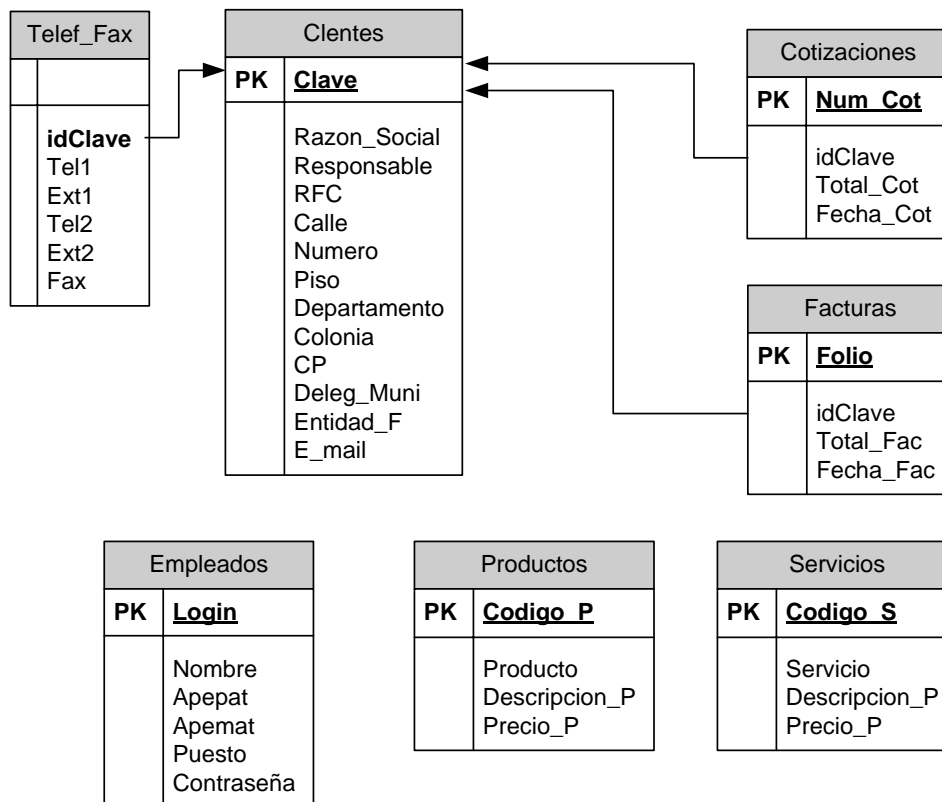 Telef_Fax
idClave
Tel1
Ext1
Tel2
Ext2
Fax
Clentes
PK Clave
Razon_Social
Responsable
RFC
Calle
Numero
Piso
Departamento
Colonia
CP
Deleg_Muni
Entidad_F
E_mail
Cotizaciones
PK Num_Cot
idClave
Total_Cot
Fecha_Cot
Facturas
PK Folio
idClave
Total_Fac
Fecha_Fac
Empleados
PK Login
Nombre
Apepat
Apemat
Puesto
Contraseña
Productos
PK Codigo_P
Producto
Descripcion_P
Precio_P
Servicios
PK Codigo_S
Servicio
Descripcion_P
Precio_P